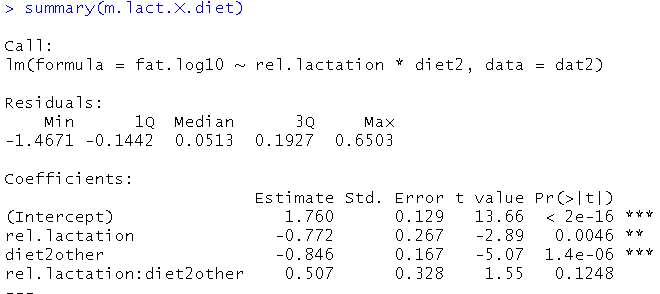 > summary(m.lact.X.diet)
Call:
lm(formula = fat.log10 ~ rel.lactation * diet2, data = dat2)
Residuals:
Min 1Q Median 3Q Max
-1.4671 -0.1442 0.0513 0.1927 0.6503
Coefficients:
Estimate Std. Error t value Pr(>|t|)
(Intercept) 1.760 0.129 13.66 < 2e-16 ***
rel.lactation -0.772 0.267 -2.89 0.0046 **
diet2other -0.846 0.167 -5.07 1.4e-06 ***
rel.lactation:diet2other 0.507 0.328 1.55 0.1248
---